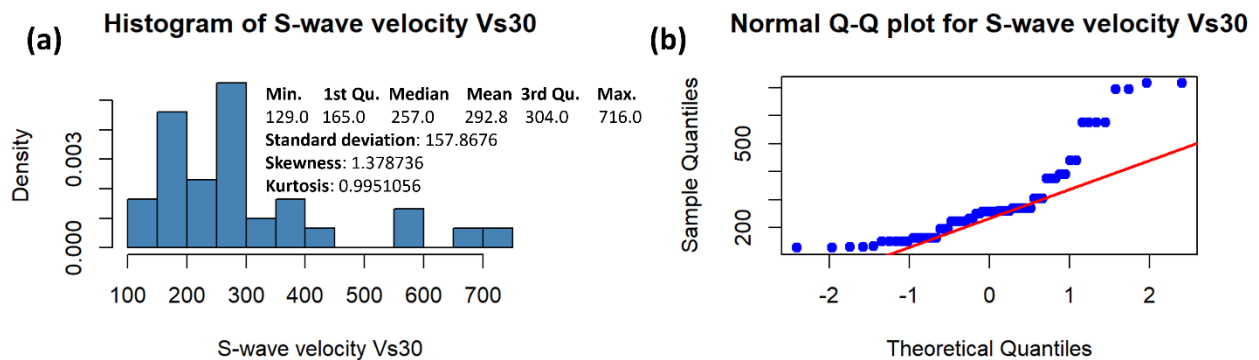 (a)
Histogram of S-wave velocity Vs30
Min. 1st Qu. Median Mean 3rd Qu. Max.
129.0 165.0 257.0 292.8 304.0 716.0
Standard deviation: 157.8676
Skewness: 1.378736
Kurtosis: 0.9951056
Density
0.003
0.000
100 200 300 400 500 600 700
S-wave velocity Vs30
(b)
Normal Q-Q plot for S-wave velocity Vs30
Sample Quantiles
500
200
-2 -1 0 1 2
Theoretical Quantiles